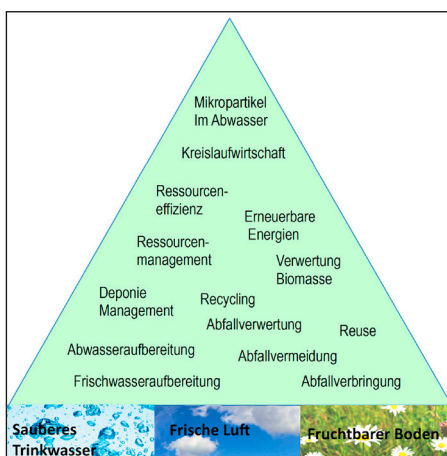 Mikropartikel
Im Abwasser
Kreislaufwirtschaft
Ressourcen-
effizienz
Erneuerbare
Energien
Ressourcen-
management
Verwertung
Biomasse
Deponie
Management
Recycling
Abfallverwertung
Reuse
Abwasseraufbereitung
Abfallvermeidung
Frischwasseraufbereitung
Abfallverbringung
Sauberes
Trinkwasser
Frische Luft
Fruchtbarer Boden